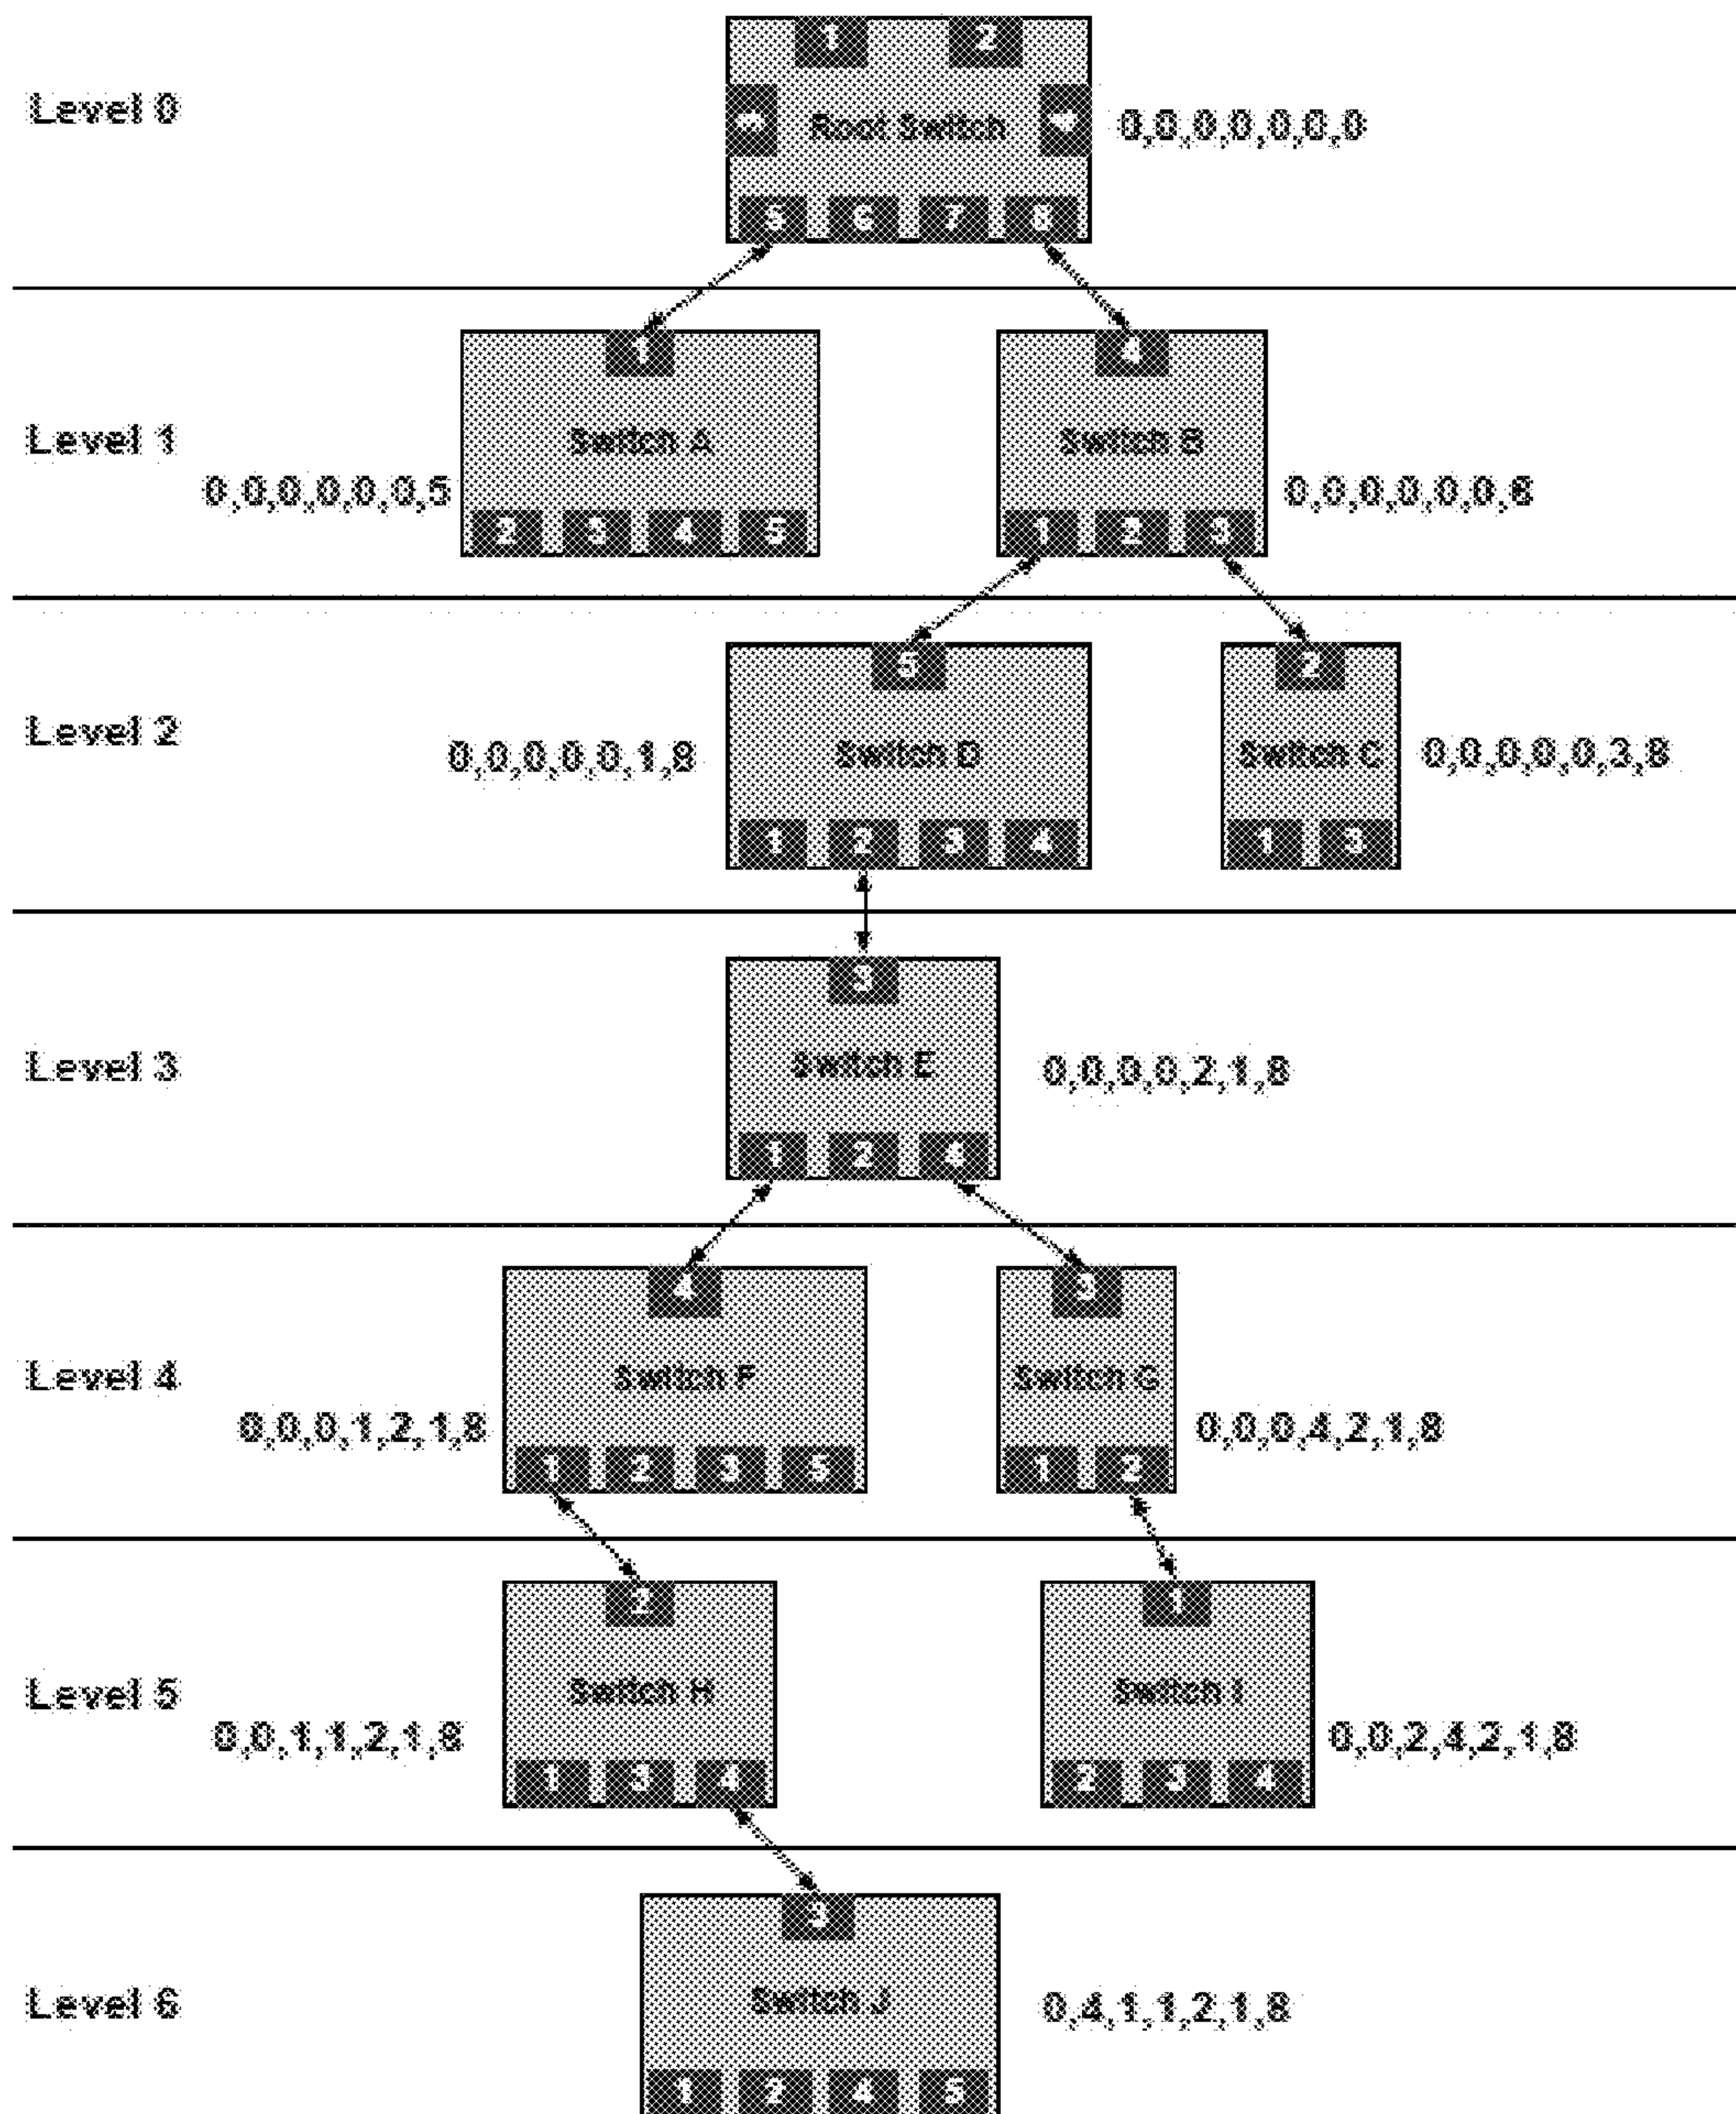 1 2
Level 0
3 Root Switch 4
0,0,0,0,0,0,0
5 6 7 8
1
4
Level 1
Switch A
Switch B
0,0,0,0,0,0,5
0,0,0,0,0,0,8
2 3 4 5
1 2 3
5
2
Level 2
0,0,0,0,0,1,8
Switch D
Switch C
0,0,0,0,0,3,8
1 2 3 4
1 3
3
Level 3
Switch E
0,0,0,0,2,1,8
1 2 4
4
3
Level 4
Switch F
Switch G
0,0,0,1,2,1,8
0,0,0,4,2,1,8
1 2 3 5
1 2
2
1
Level 5
Switch H
Switch I
0,0,1,1,2,1,8
0,0,2,4,2,1,8
1 3 4
2 3 4
3
Level 6
Switch J
0,4,1,1,2,1,8
1 2 4 5